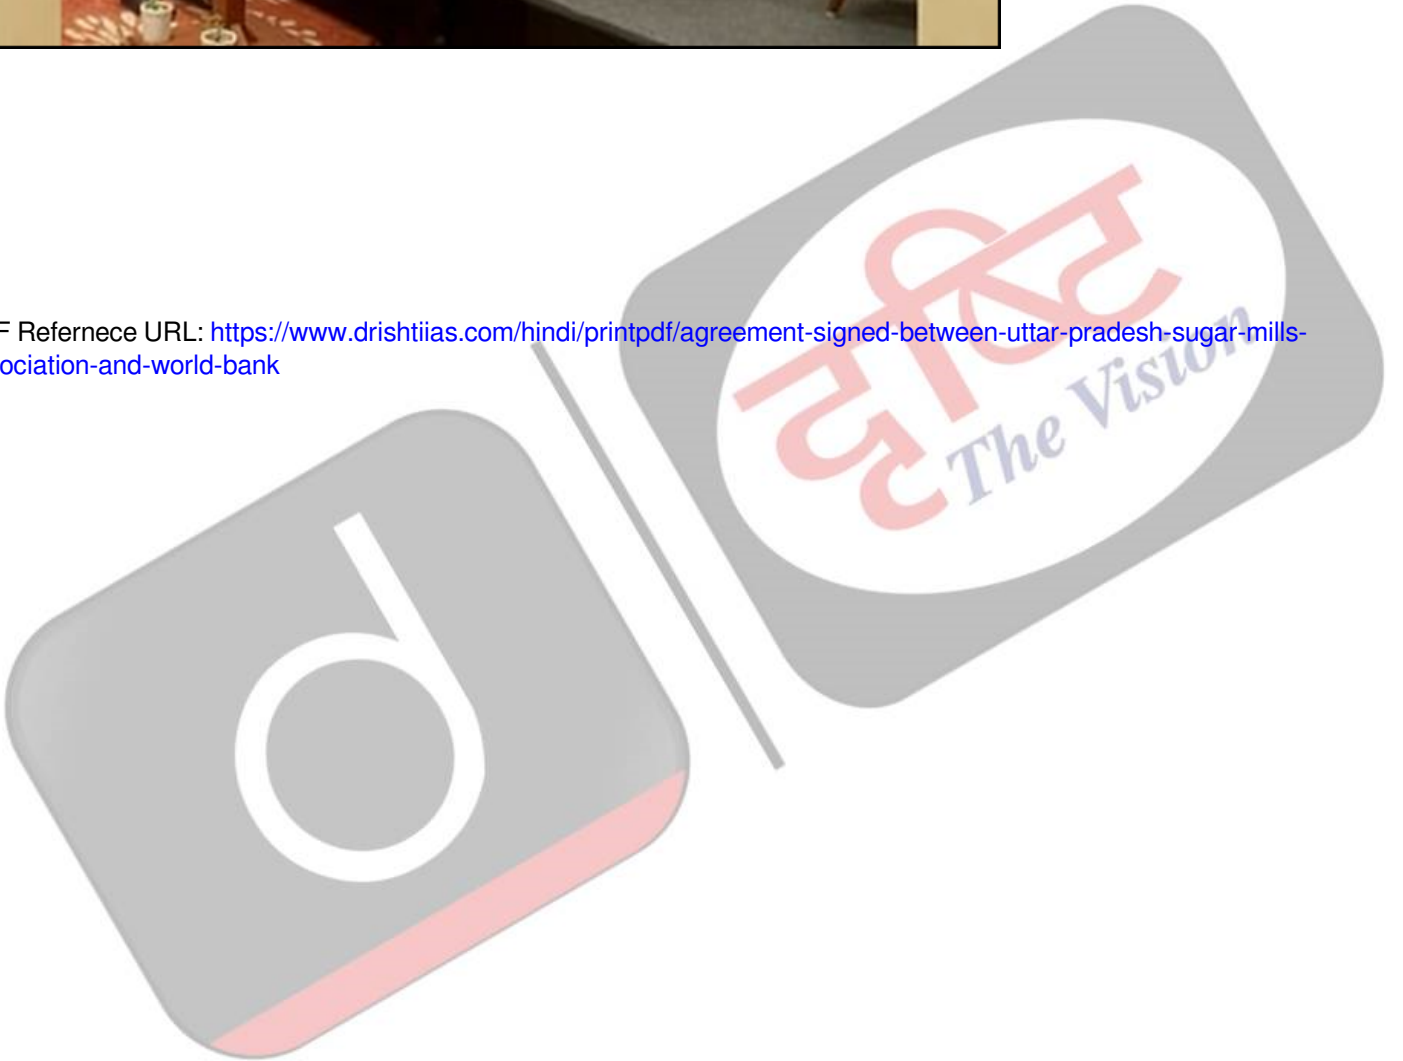 F Refernece URL: https://www.drishtiias.com/hindi/printpdf/agreement-signed-between-uttar-pradesh-sugar-mills-
ociation-and-world-bank
दृष्टि
The Vision
d